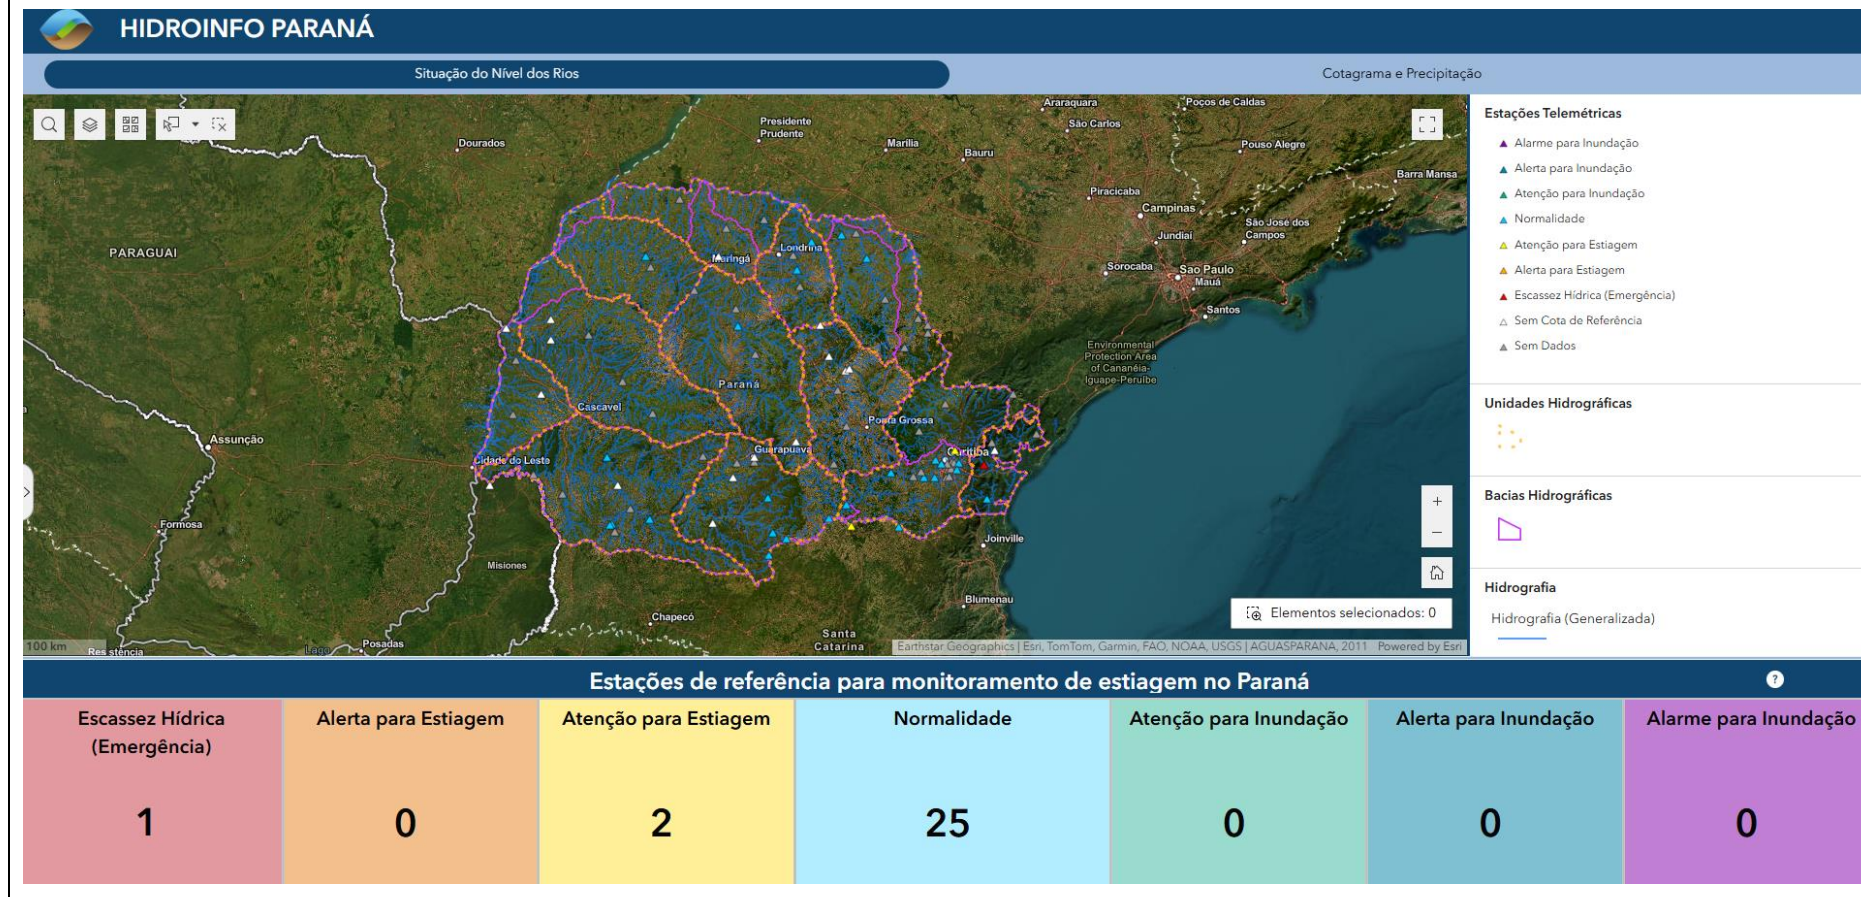 HIDROINFO PARANÁ
Situação do Nível dos Rios
Cotagrama e Precipitação
Araraquara
Poços de Caldas
São Carlos
Presidente
Prudente
Dourados
Marília
Bauru
Pouso Alegre
Barra Mansa
Piracicaba
Campinas
São José dos
Campos
Jundiaí
PARAGUAI
Londrina
Maringá
Sorocaba
Sao Paulo
Mauá
Santos
Environmental
Protection Area
of Cananéia-
Iguape-Peruíbe
Paraná
Cascavel
Ponta Grossa
Assunção
Guarapuava
Curitiba
Cidade do Leste
Formosa
Joinville
Misiones
Blumenau
Chapecó
Santa
Catarina
Posadas
Lago
Resistência
100 km
Elementos selecionados: 0
Earthstar Geographics | Esri, TomTom, Garmin, FAO, NOAA, USGS | AGUASPARANA, 2011 Powered by Esri
Estações Telemétricas
Alarme para Inundação
Alerta para Inundação
Atenção para Inundação
Normalidade
Atenção para Estiagem
Alerta para Estiagem
Escassez Hídrica (Emergência)
Sem Cota de Referência
Sem Dados
Unidades Hidrográficas
Bacias Hidrográficas
Hidrografia
Hidrografia (Generalizada)
Estações de referência para monitoramento de estiagem no Paraná
?
Escassez Hídrica
(Emergência)
1
Alerta para Estiagem
0
Atenção para Estiagem
2
Normalidade
25
Atenção para Inundação
0
Alerta para Inundação
0
Alarme para Inundação
0